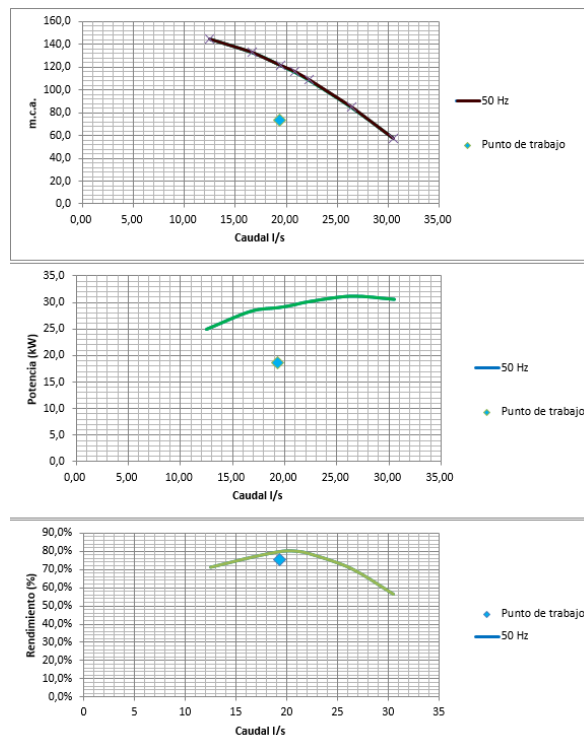 160,0
140,0
120,0
100,0
80,0
60,0
40,0
20,0
0,0
m.c.a.
0,00 5,00 10,00 15,00 20,00 25,00 30,00 35,00
Caudal l/s
50 Hz
Punto de trabajo
35,0
30,0
25,0
20,0
15,0
10,0
5,0
0,0
Potencia (kW)
0,00 5,00 10,00 15,00 20,00 25,00 30,00 35,00
Caudal l/s
50 Hz
Punto de trabajo
90,0%
80,0%
70,0%
60,0%
50,0%
40,0%
30,0%
20,0%
10,0%
0,0%
Rendimiento (%)
0 5 10 15 20 25 30 35
Caudal l/s
Punto de trabajo
50 Hz